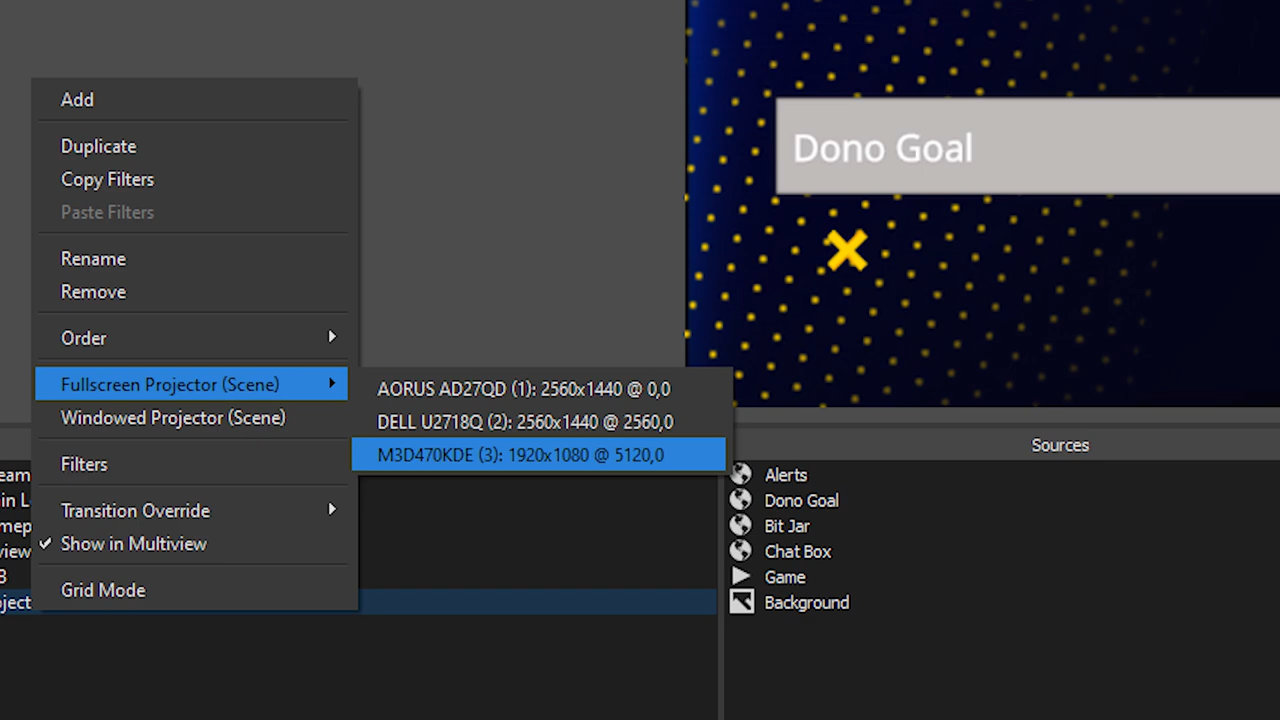 Add
Duplicate
Copy Filters
Paste Filters
Rename
Remove
Order
Fullscreen Projector (Scene)
Windowed Projector (Scene)
Filters
Transition Override
Show in Multiview
Grid Mode
AORUS AD27QD (1): 2560x1440 @ 0,0
DELL U2718Q (2): 2560x1440 @ 2560,0
M3D470KDE (3): 1920x1080 @ 5120,0
Dono Goal
Sources
Alerts
Dono Goal
Bit Jar
Chat Box
Game
Background